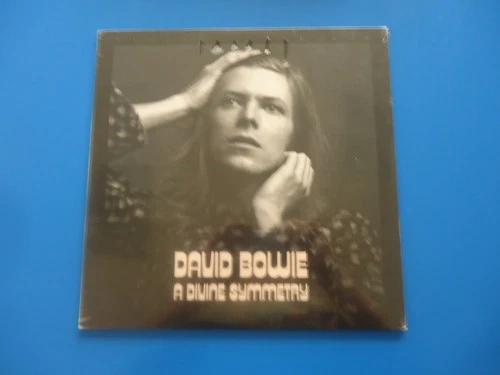 DAVID BOWIE
A DIVINE SYMMETRY